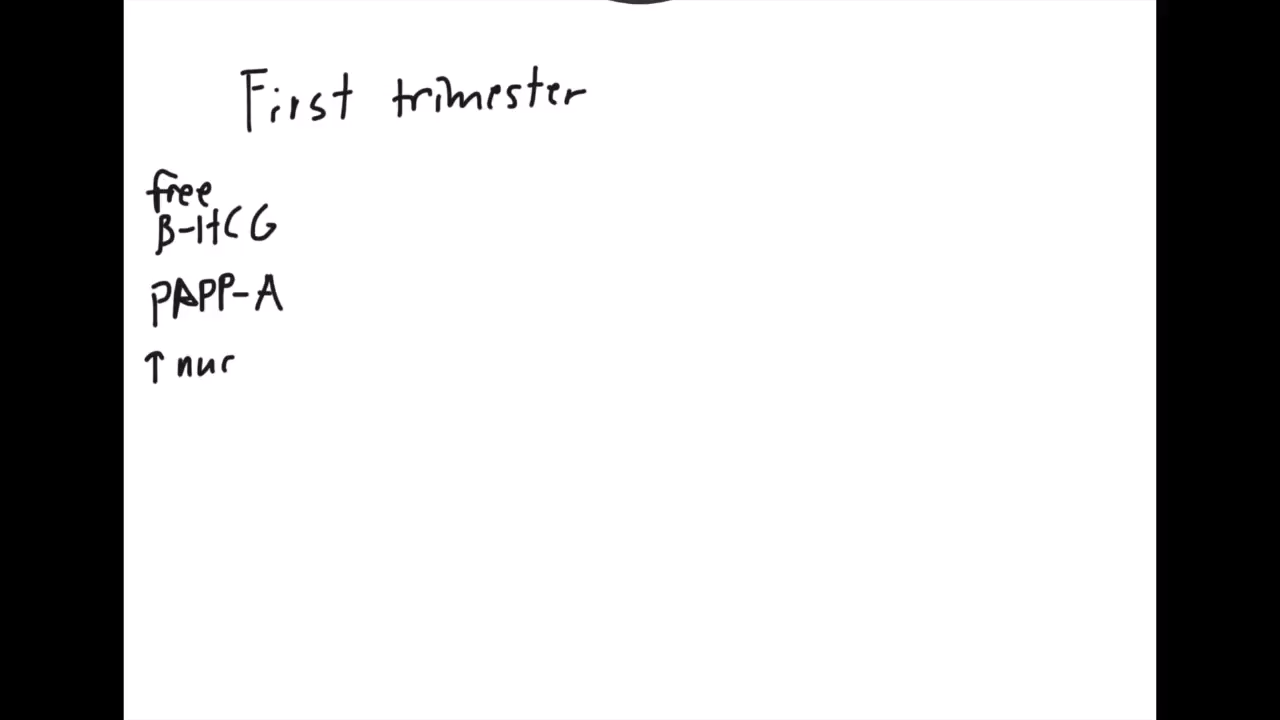 First trimester
free
β-HCG
PAPP-A
↑ nuc